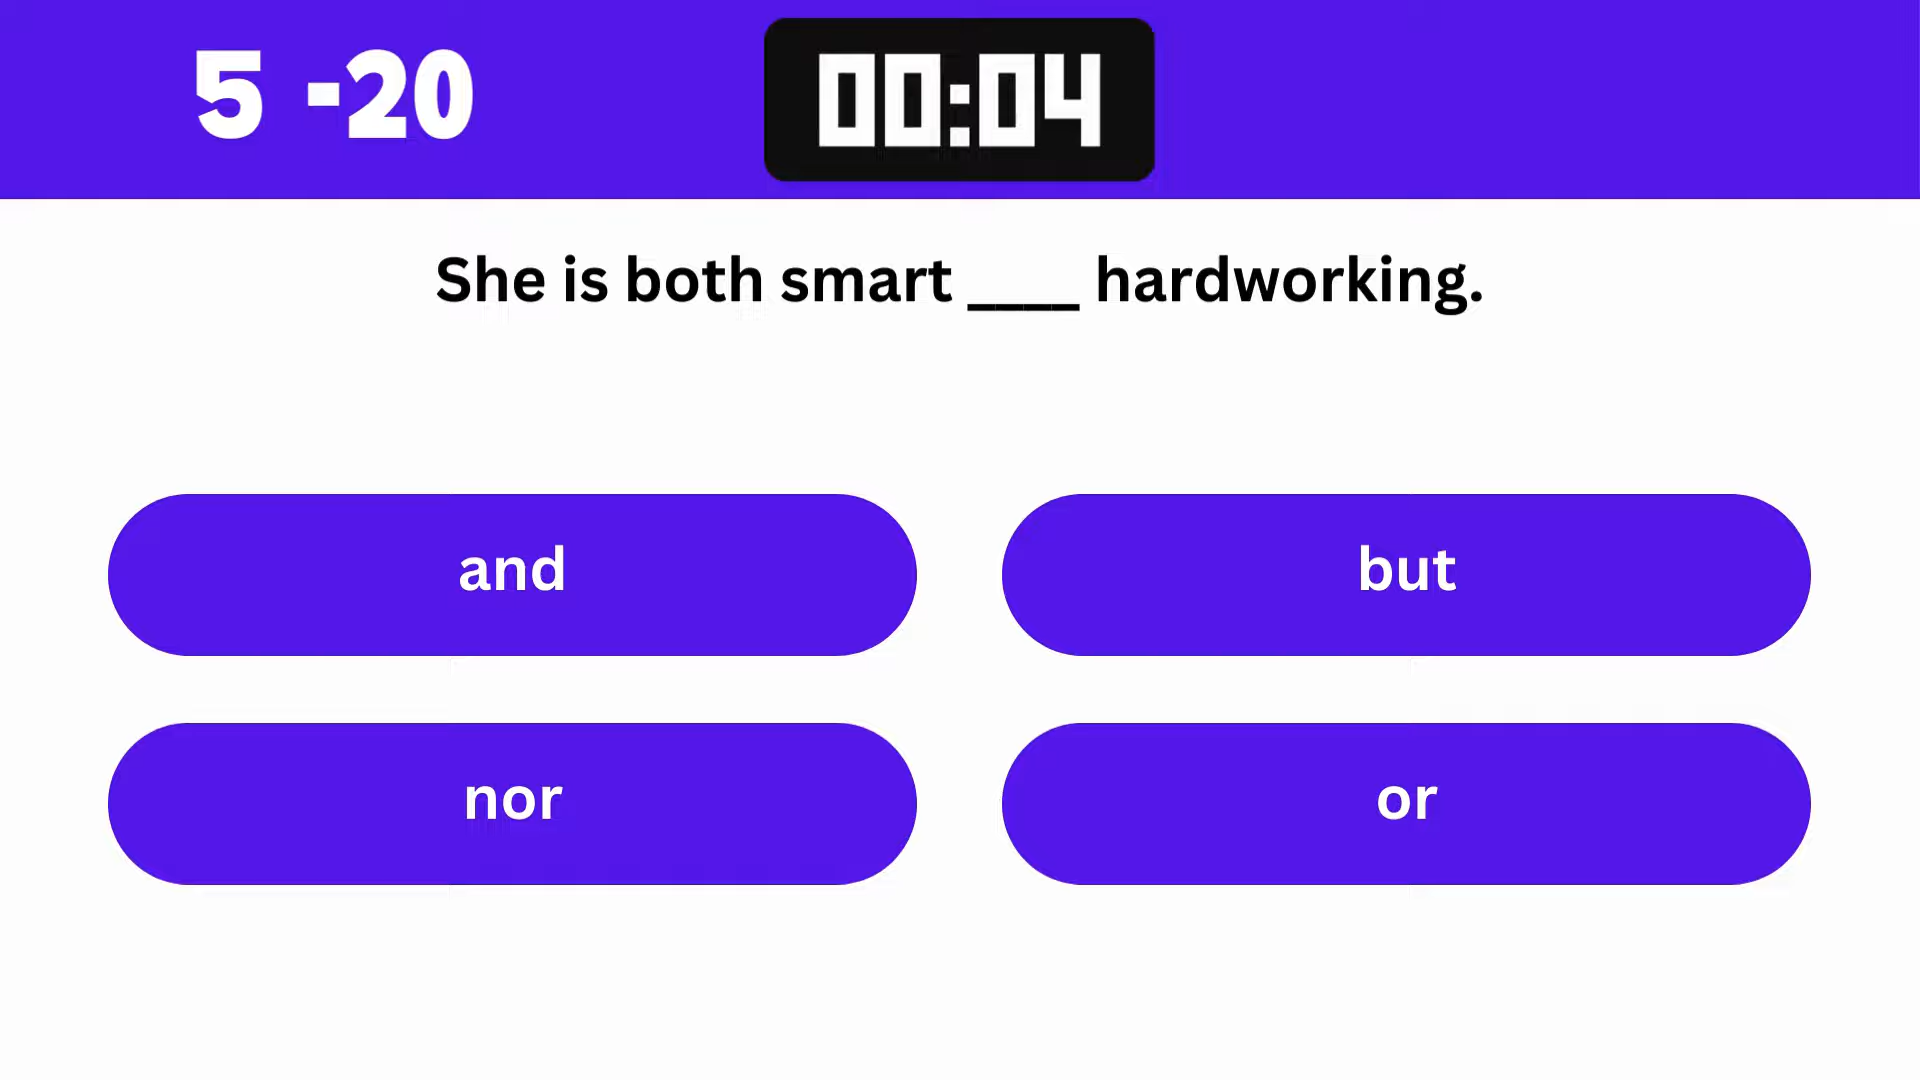 5 -20
00:04
She is both smart ____ hardworking.
and
but
nor
or